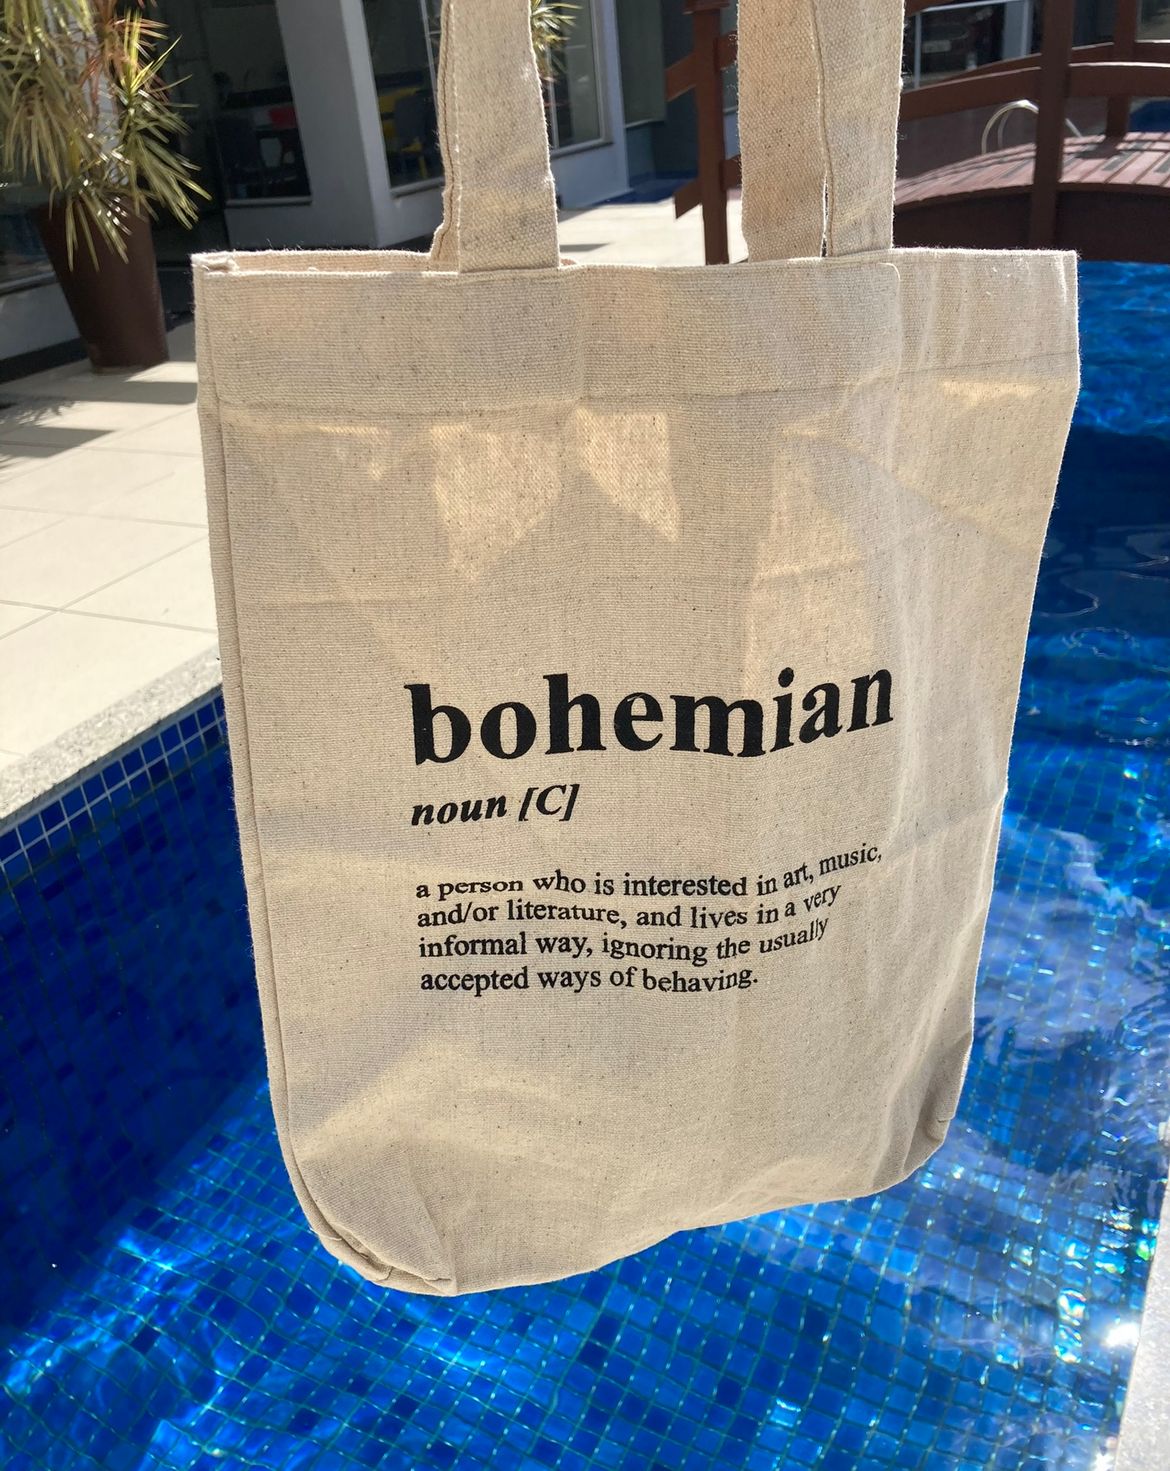 bohemian
noun [C]
a person who is interested in art, music,
and/or literature, and lives in a very
informal way, ignoring the usually
accepted ways of behaving.